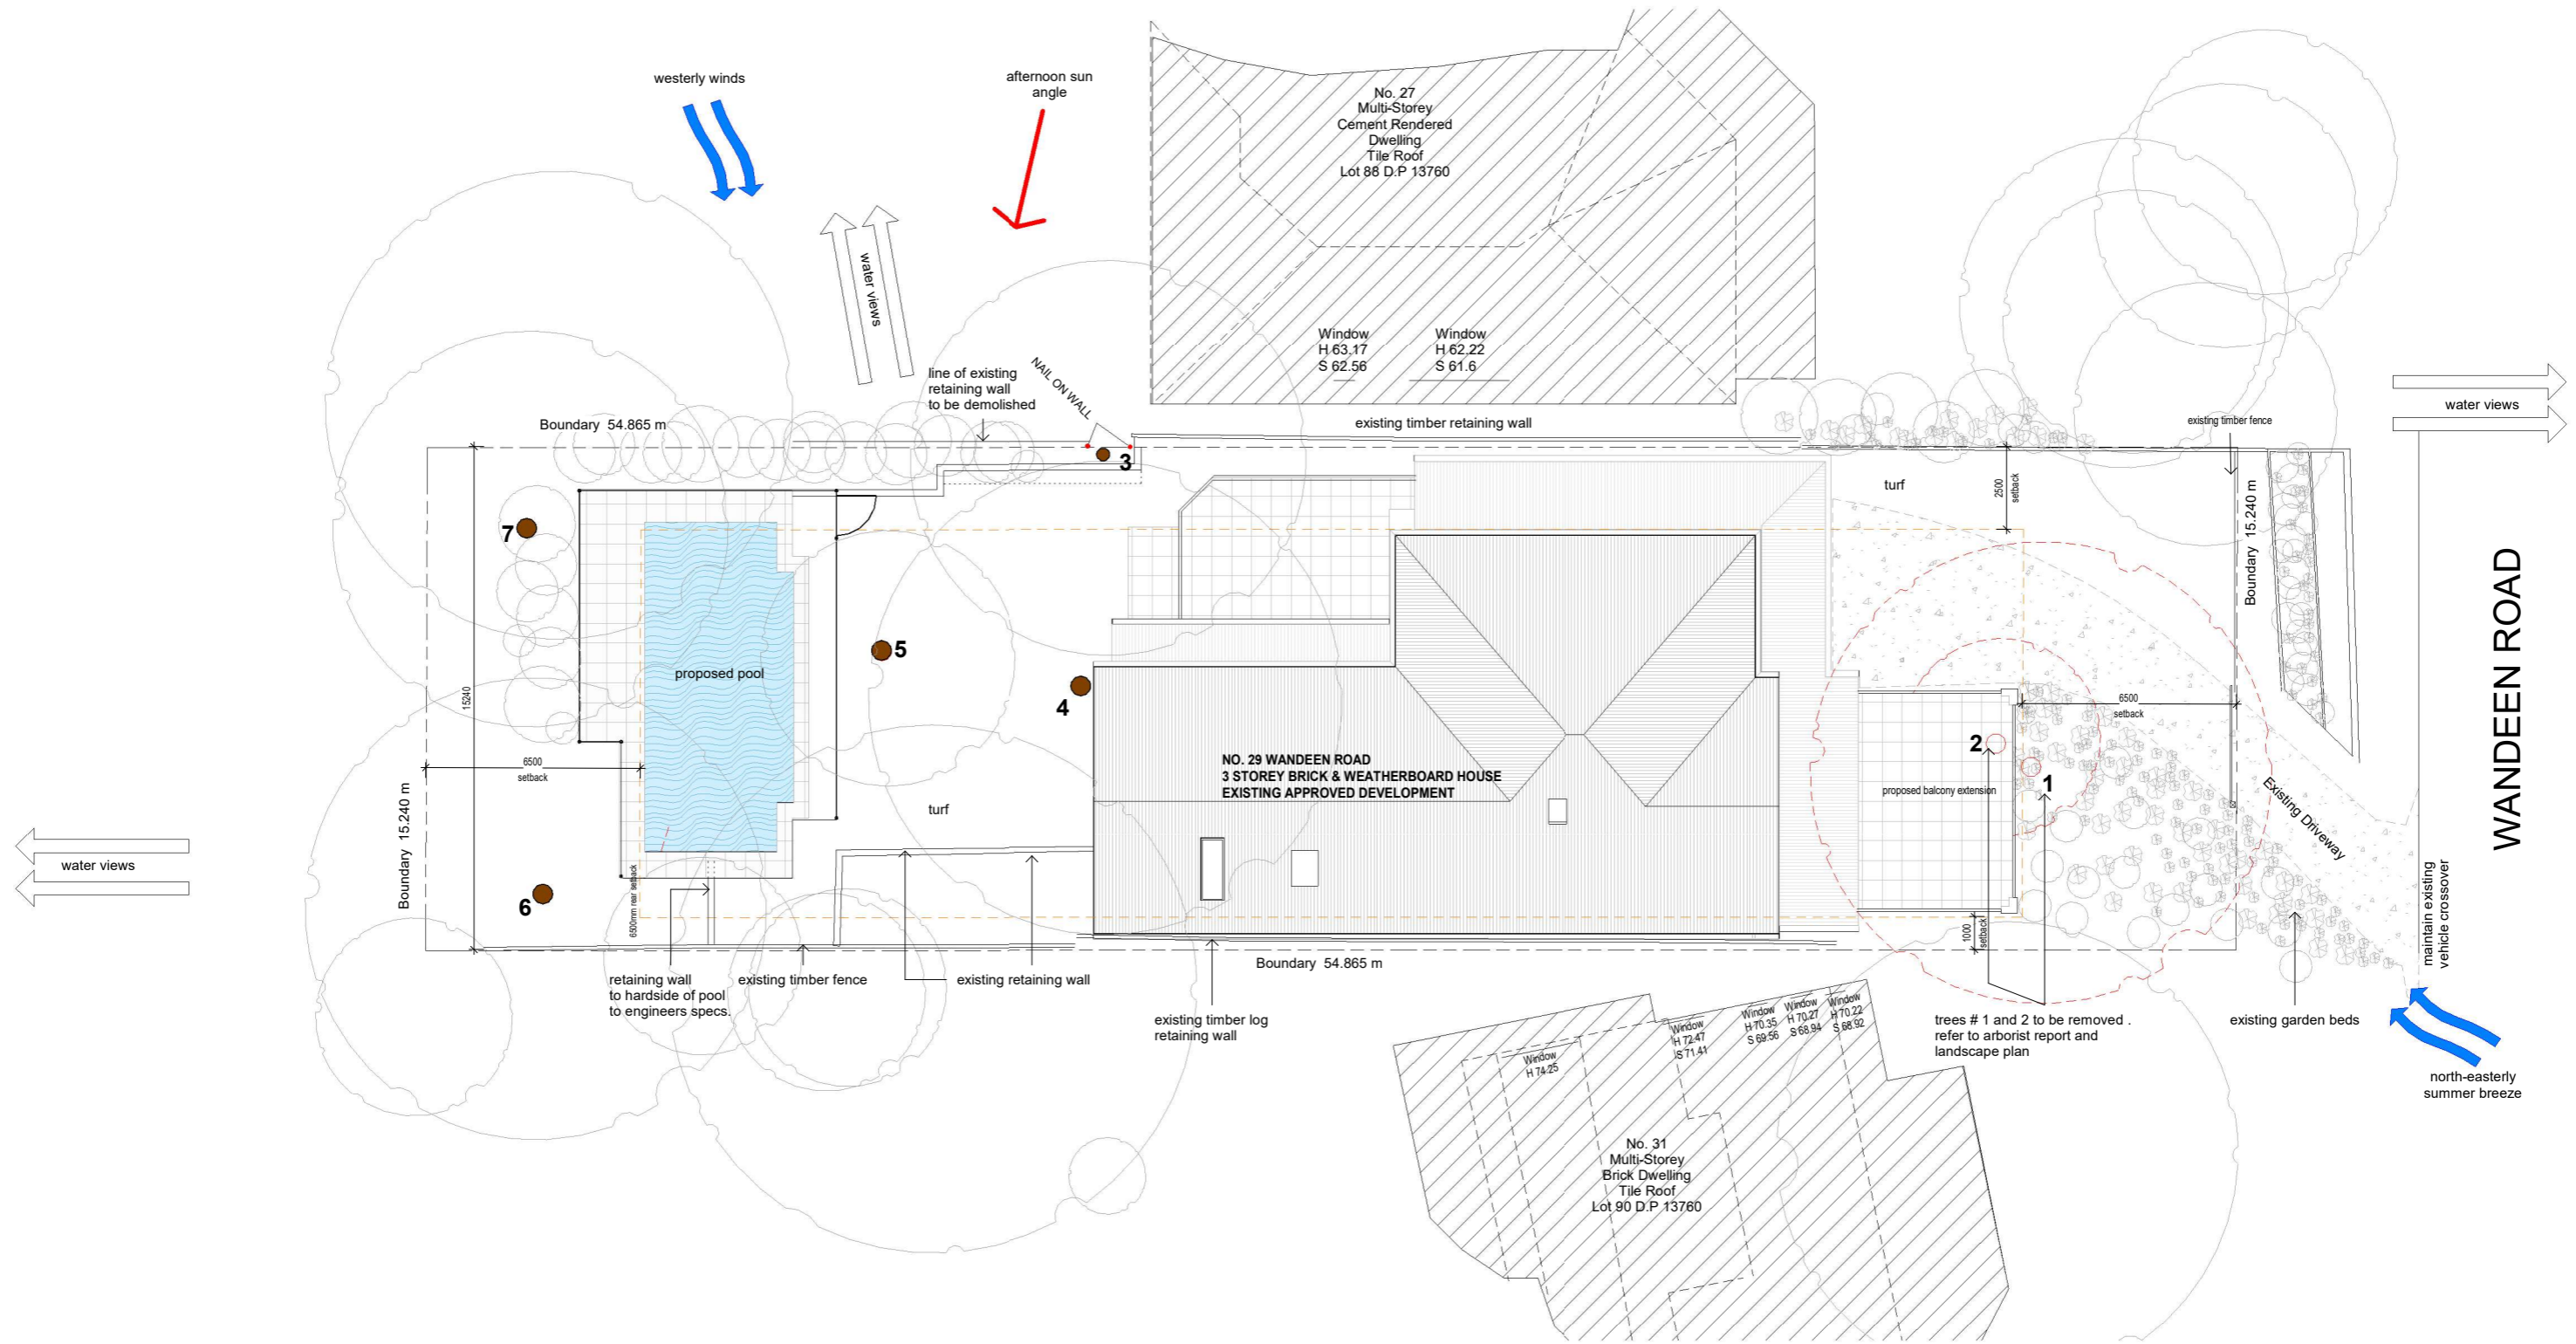 westerly winds
afternoon sun
angle
No. 27
Multi-Storey
Cement Rendered
Dwelling
Tile Roof
Lot 88 D.P 13760
water views
Window
H 63.17
S 62.56
Window
H 62.22
S 61.6
line of existing
retaining wall
to be demolished
NAIL ON WALL
Boundary 54.865 m
existing timber retaining wall
existing timber fence
water views
3
turf
2500
setback
Boundary 15.240 m
WANDEEN ROAD
7
5
4
proposed pool
15240
6500
setback
6500
setback
2
1
NO. 29 WANDEEN ROAD
3 STOREY BRICK & WEATHERBOARD HOUSE
EXISTING APPROVED DEVELOPMENT
proposed balcony extension
Existing Driveway
turf
Boundary 15.240 m
water views
6
6500mm rear setback
1000
setback
maintain existing
vehicle crossover
Boundary 54.865 m
retaining wall
to hardside of pool
to engineers specs.
existing timber fence
existing retaining wall
existing timber log
retaining wall
Window
H 74.25
Window
H 72.47
S 71.41
Window
H 70.35
S 69.56
Window
H 70.27
S 68.94
Window
H 70.22
S 68.92
trees # 1 and 2 to be removed .
refer to arborist report and
landscape plan
existing garden beds
north-easterly
summer breeze
No. 31
Multi-Storey
Brick Dwelling
Tile Roof
Lot 90 D.P 13760